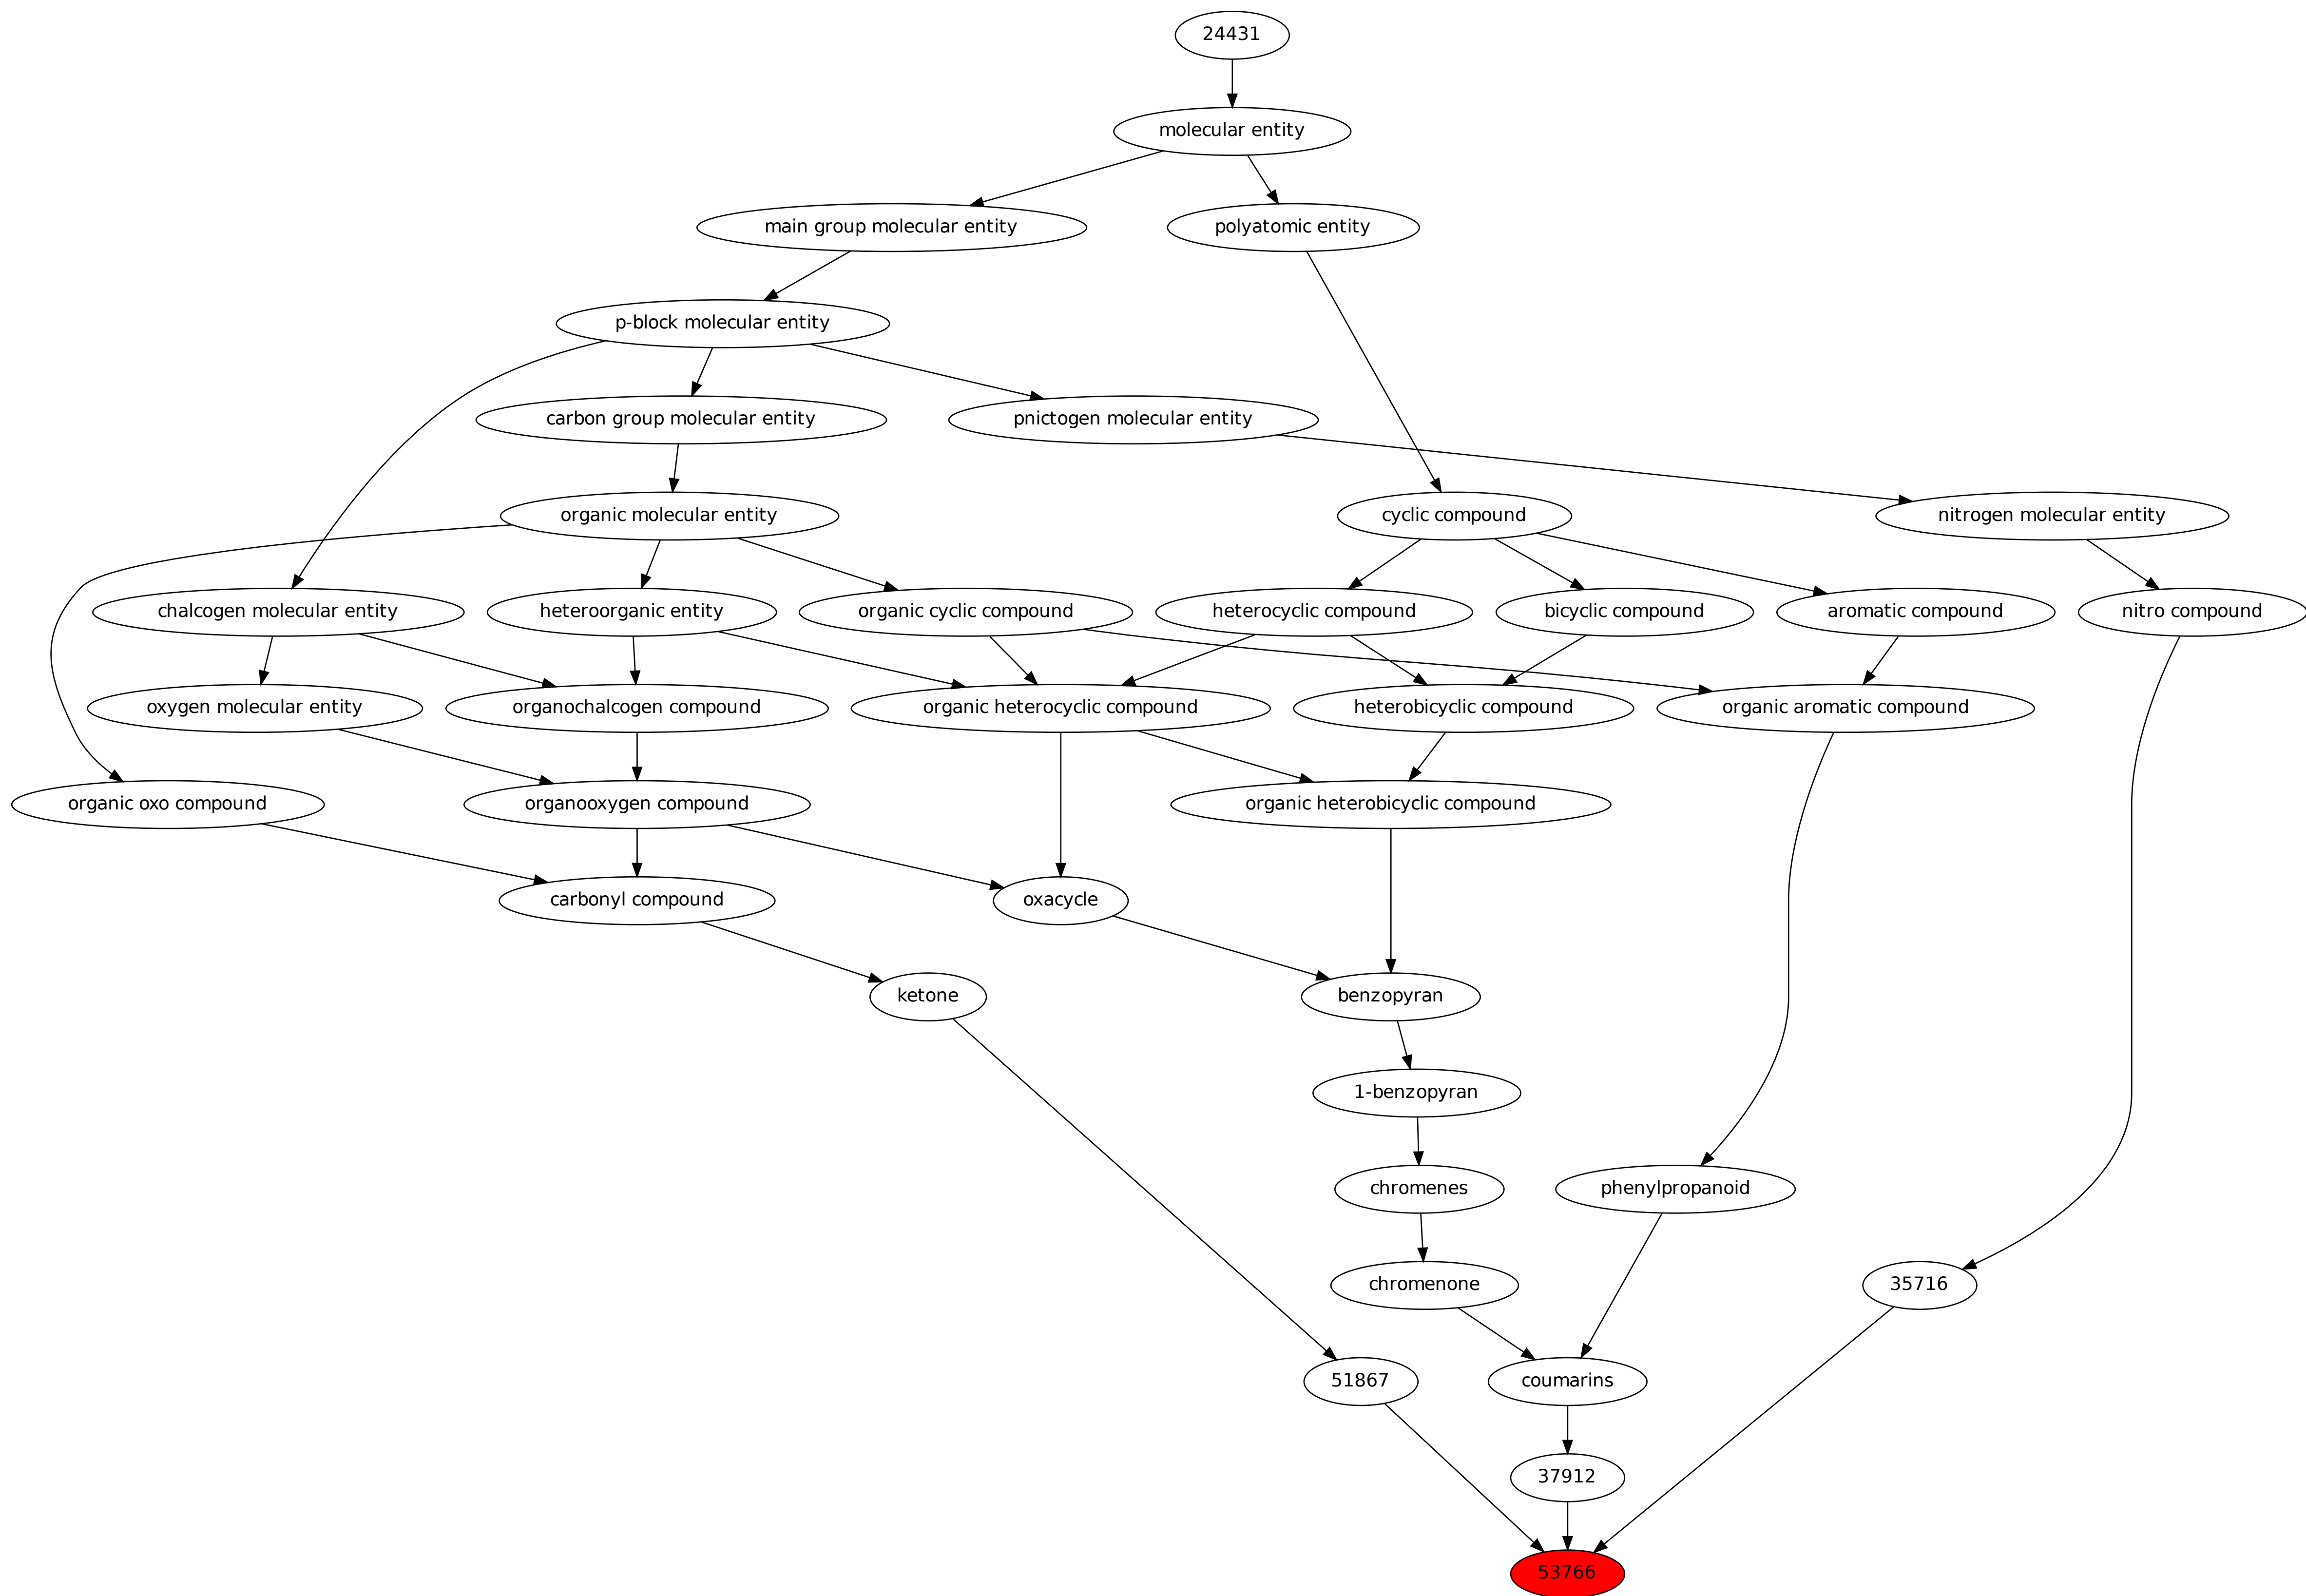 24431
molecular entity
main group molecular entity
polyatomic entity
p-block molecular entity
carbon group molecular entity
pnictogen molecular entity
organic molecular entity
cyclic compound
nitrogen molecular entity
chalcogen molecular entity
heteroorganic entity
organic cyclic compound
heterocyclic compound
bicyclic compound
aromatic compound
nitro compound
oxygen molecular entity
organochalcogen compound
organic heterocyclic compound
heterobicyclic compound
organic aromatic compound
organic oxo compound
organooxygen compound
organic heterobicyclic compound
carbonyl compound
oxacycle
ketone
benzopyran
1-benzopyran
chromenes
phenylpropanoid
chromenone
35716
51867
coumarins
37912
53766